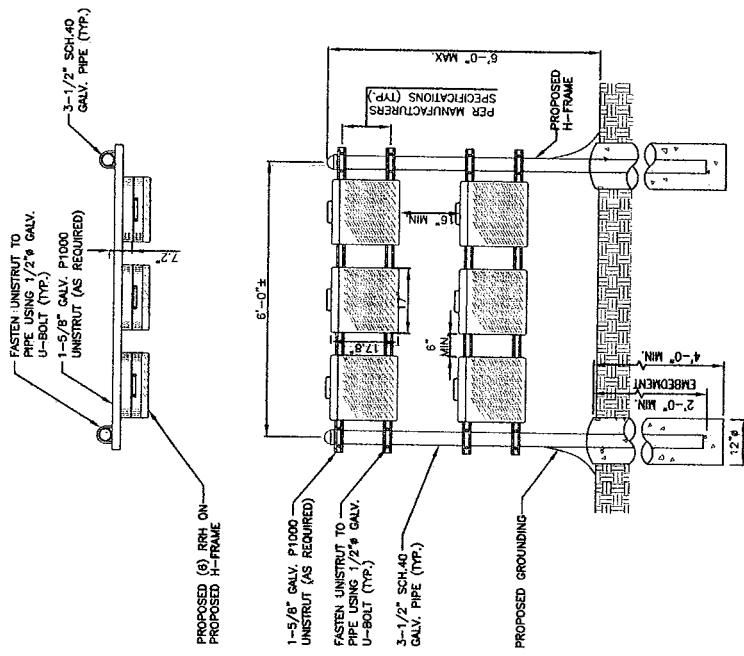 FASTEN UNISTRUT TO
PIPE USING 1/2"ø GALV.
U-BOLT (TYP.)
1-5/8" GALV. P1000
UNISTRUT (AS REQUIRED)
3-1/2" SCH.40
GALV. PIPE (TYP.)
7.2"
PROPOSED (6) RRH ON
PROPOSED H-FRAME
6'-0"±
PER MANUFACTURERS
SPECIFICATIONS (TYP.)
6'-0" MAX.
1-5/8" GALV. P1000
UNISTRUT (AS REQUIRED)
FASTEN UNISTRUT TO
PIPE USING 1/2"ø GALV.
U-BOLT (TYP.)
3-1/2" SCH.40
GALV. PIPE (TYP.)
17.8"
17"
6"
MIN.
16" MIN.
PROPOSED
H-FRAME
PROPOSED GROUNDING
2'-0" MIN.
EMBEDMENT
4'-0" MIN.
12"ø